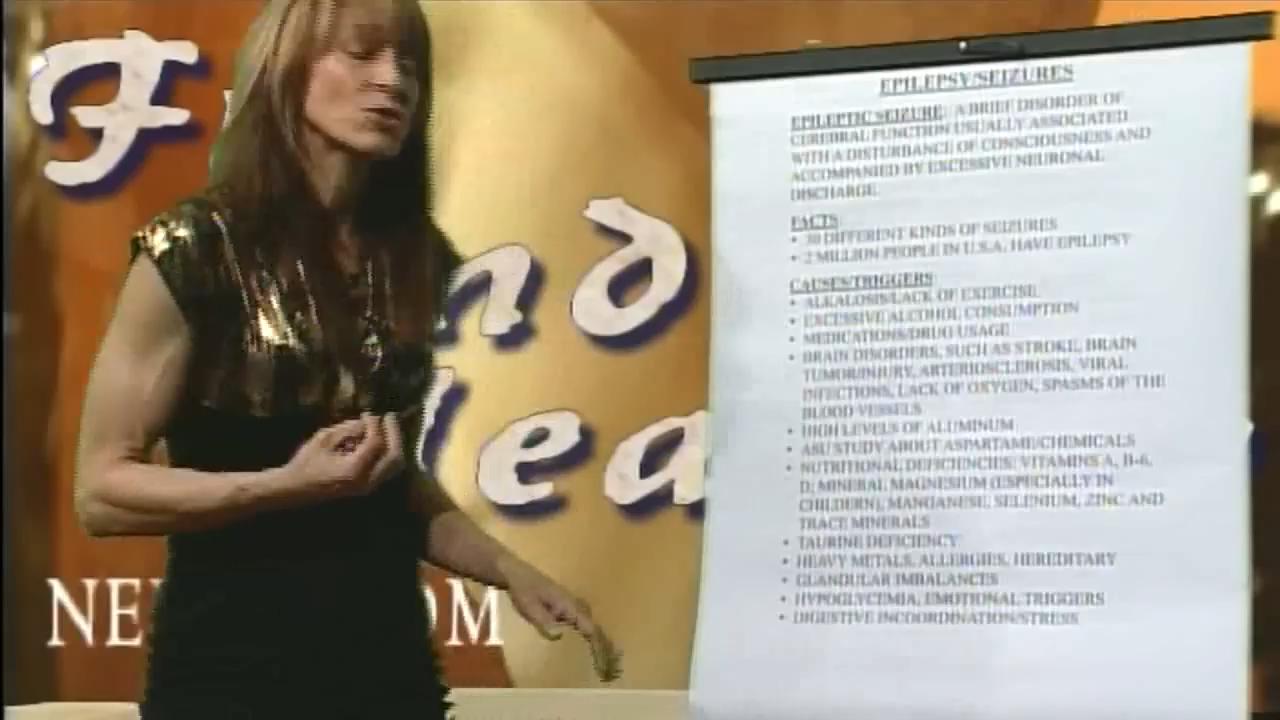 F
nd
lea
NE OM
EPILEPSY/SEIZURES
EPILEPTIC SEIZURE: A BRIEF DISORDER OF
CEREBRAL FUNCTION USUALLY ASSOCIATED
WITH A DISTURBANCE OF CONSCIOUSNESS AND
ACCOMPANIED BY EXCESSIVE NEURONAL
DISCHARGE
FACTS:
• 30 DIFFERENT KINDS OF SEIZURES
• 2 MILLION PEOPLE IN U.S.A. HAVE EPILEPSY
CAUSES/TRIGGERS:
• ALKALOSIS/LACK OF EXERCISE
• EXCESSIVE ALCOHOL CONSUMPTION
• MEDICATIONS/DRUG USAGE
• BRAIN DISORDERS, SUCH AS STROKE, BRAIN
TUMOR/INJURY, ARTERIOSCLEROSIS, VIRAL
INFECTIONS, LACK OF OXYGEN, SPASMS OF THE
BLOOD VESSELS
• HIGH LEVELS OF ALUMINUM
• ASU STUDY ABOUT ASPARTAME/CHEMICALS
• NUTRITIONAL DEFICIENCIES: VITAMINS A, B-6,
D; MINERAL MAGNESIUM (ESPECIALLY IN
CHILDERN), MANGANESE, SELENIUM, ZINC AND
TRACE MINERALS
• TAURINE DEFICIENCY
• HEAVY METALS, ALLERGIES, HEREDITARY
• GLANDULAR IMBALANCES
• HYPOGLYCEMIA, EMOTIONAL TRIGGERS
• DIGESTIVE INCOORDINATION/STRESS